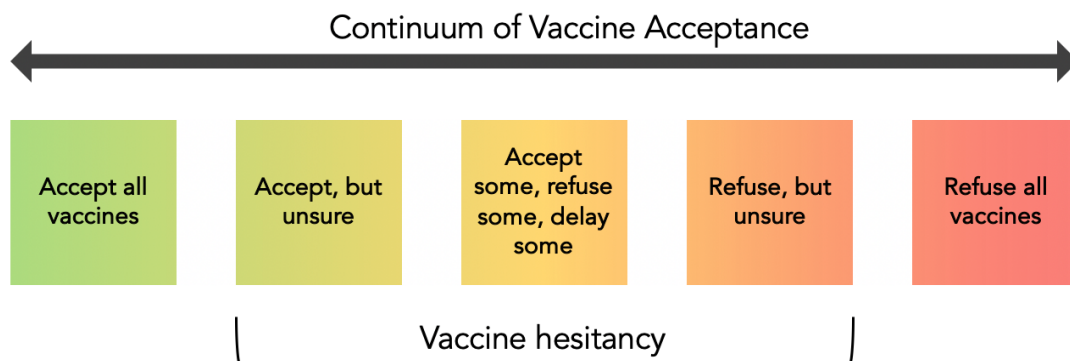 Continuum of Vaccine Acceptance
Accept all
vaccines
Accept, but
unsure
Accept
some, refuse
some, delay
some
Refuse, but
unsure
Refuse all
vaccines
Vaccine hesitancy